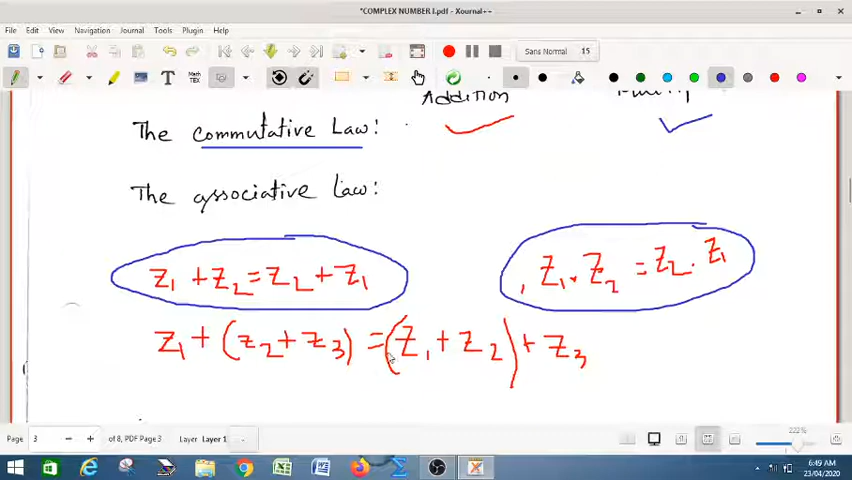 *COMPLEX NUMBER I.pdf - Xournal++
File Edit View Navigation Journal Tools Plugin Help
Sans Normal 15
Addition
The commutative Law:
The associative law:
z₁ + z₂ = z₂ + z₁
, z₁ . z₂ = z₂ . z₁
z₁ + (z₂ + z₃) = (z₁ + z₂) + z₃
Page 3 of 8, PDF Page 3 Layer Layer 1
222%
6:49 AM
23/04/2020